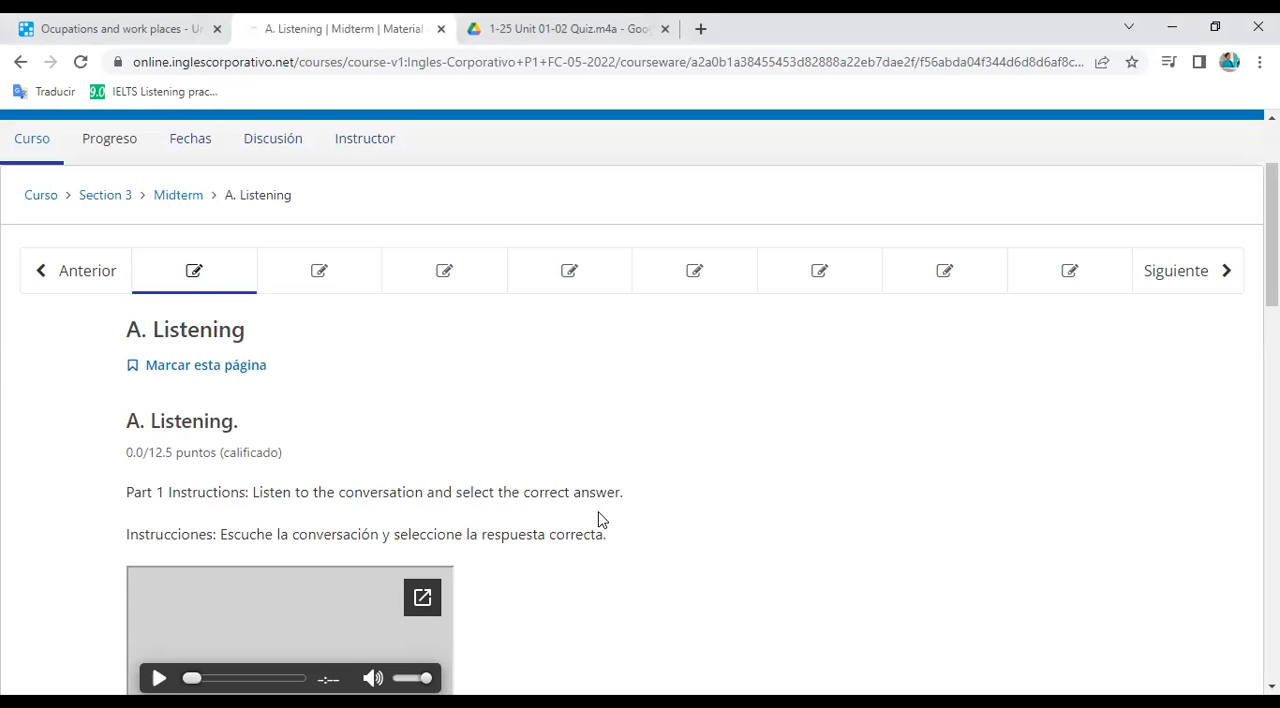 Ocupations and work places - Ur
A. Listening | Midterm | Material
1-25 Unit 01-02 Quiz.m4a - Goo
online.inglescorporativo.net/courses/course-v1:Ingles-Corporativo+I1+FC-05-2022/courseware/a2a0b1a38455453d82888a22eb7dae2f/f56abda04f344d6d8d6af8c...
Traducir
9.0 IELTS Listening prac...
Curso Progreso Fechas Discusión Instructor
Curso > Section 3 > Midterm > A. Listening
Anterior
Siguiente
A. Listening
Marcar esta página
A. Listening.
0.0/12.5 puntos (calificado)
Part 1 Instructions: Listen to the conversation and select the correct answer.
Instrucciones: Escuche la conversación y seleccione la respuesta correcta.
-:--